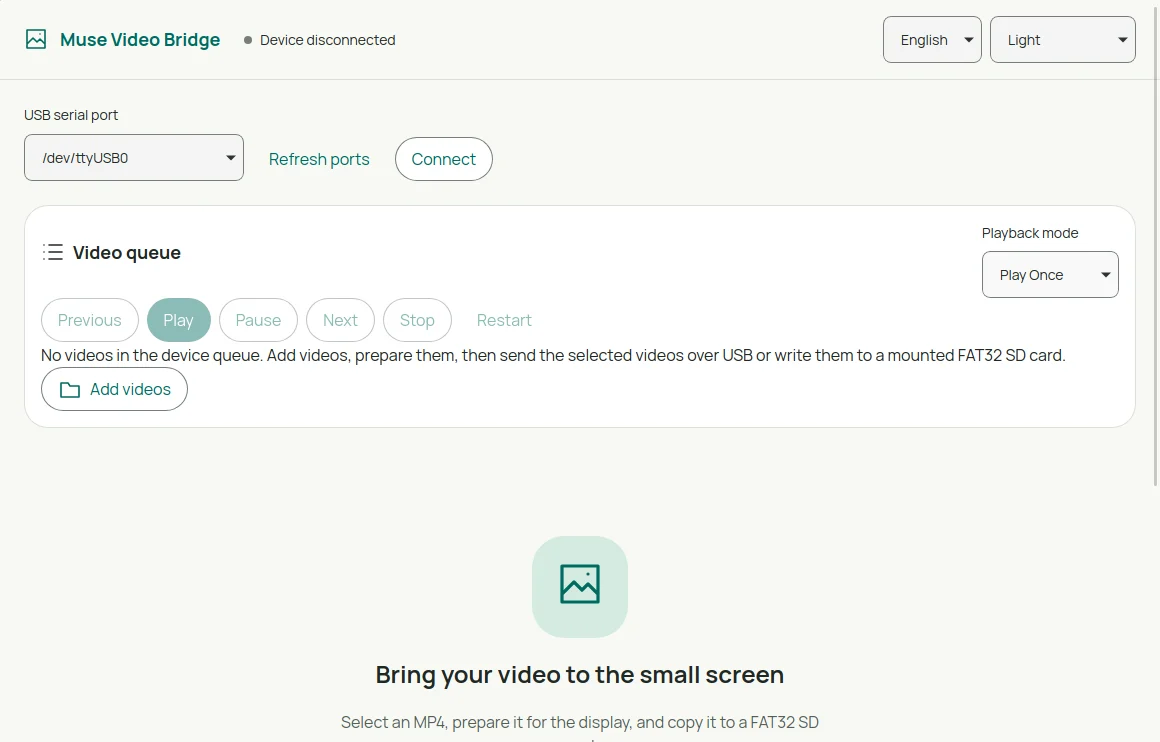 Muse Video Bridge
Device disconnected
English
Light
USB serial port
/dev/ttyUSB0
Refresh ports
Connect
Video queue
Playback mode
Play Once
Previous
Play
Pause
Next
Stop
Restart
No videos in the device queue. Add videos, prepare them, then send the selected videos over USB or write them to a mounted FAT32 SD card.
Add videos
Bring your video to the small screen
Select an MP4, prepare it for the display, and copy it to a FAT32 SD